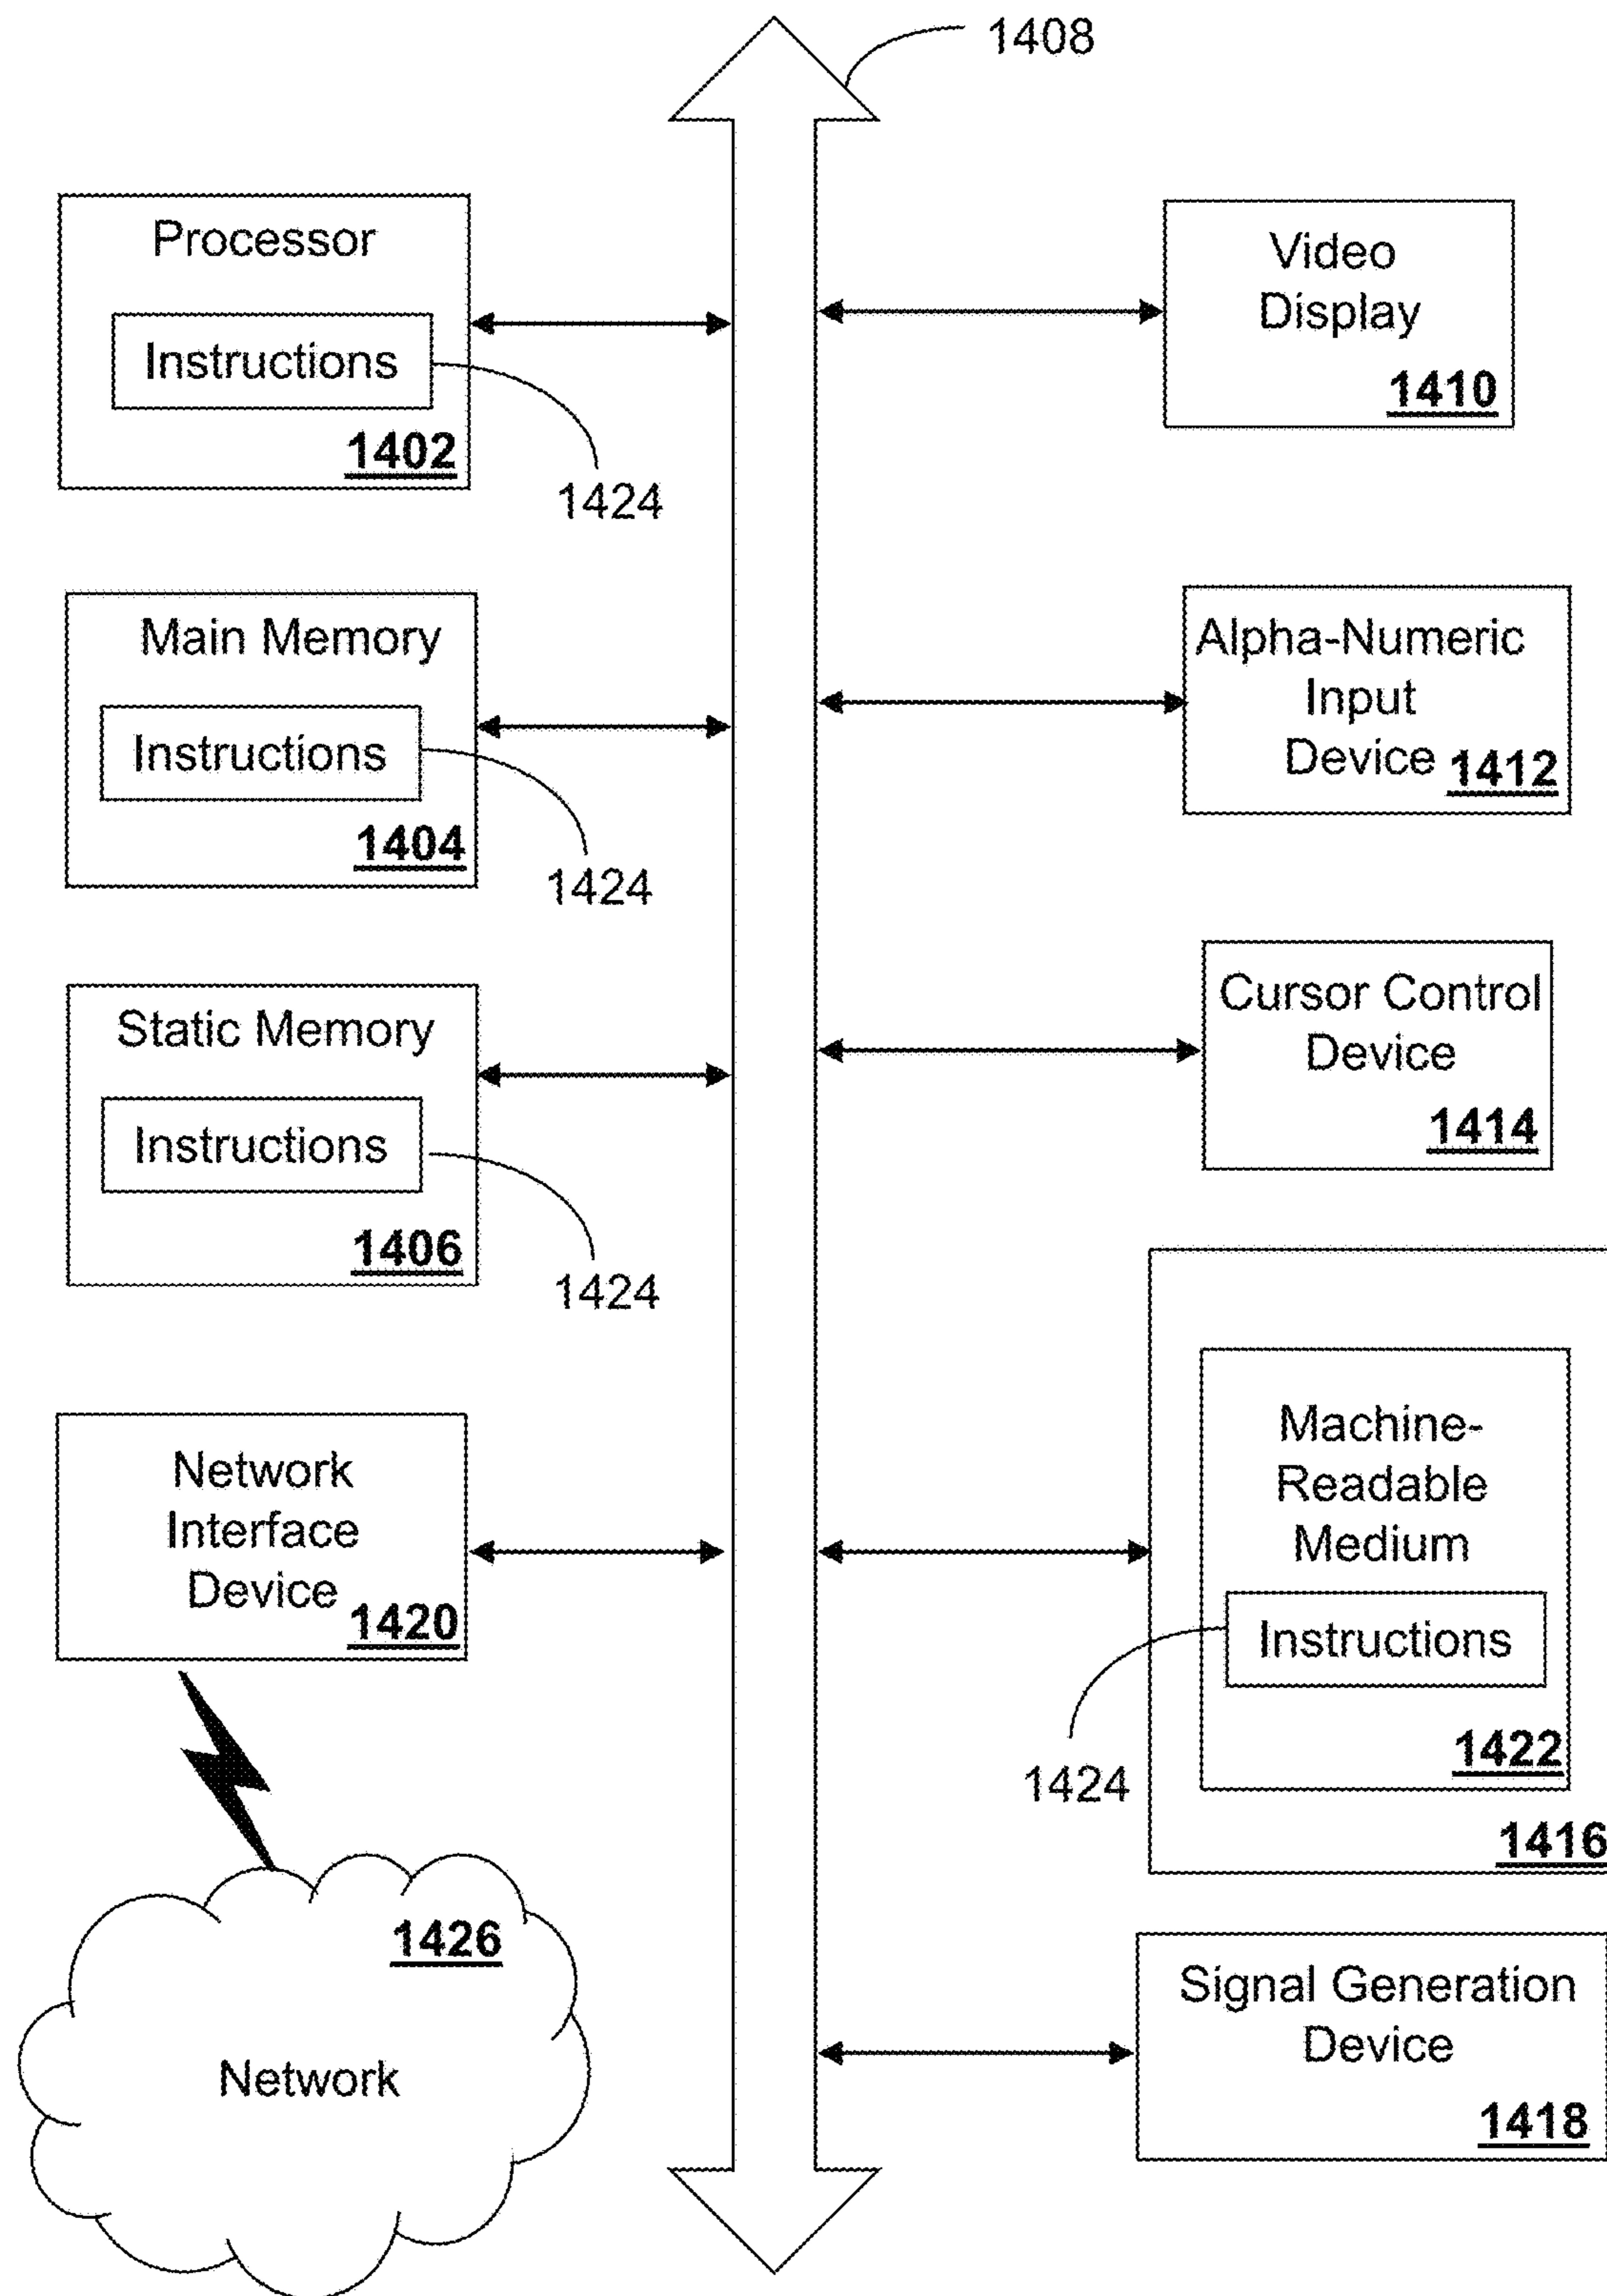 1408
Processor
Instructions
1402
1424
Main Memory
Instructions
1404
1424
Static Memory
Instructions
1406
1424
Network
Interface
Device
1420
1426
Network
Video
Display
1410
Alpha-Numeric
Input
Device
1412
Cursor Control
Device
1414
Machine-
Readable
Medium
Instructions
1422
1424
1416
Signal Generation
Device
1418